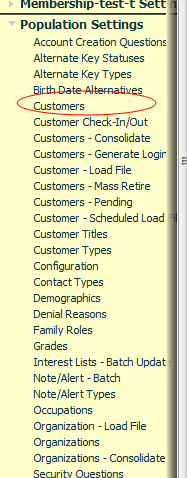 Membership-test-t Setti
Population Settings
Account Creation Questions
Alternate Key Statuses
Alternate Key Types
Birth Date Alternatives
Customers
Customer Check-In/Out
Customers - Consolidate
Customers - Generate Login
Customer - Load File
Customers - Mass Retire
Customers - Pending
Customer - Scheduled Load F
Customer Titles
Customer Types
Configuration
Contact Types
Demographics
Denial Reasons
Family Roles
Grades
Interest Lists - Batch Updat
Note/Alert - Batch
Note/Alert Types
Occupations
Organization - Load File
Organizations
Organizations - Consolidate
Security Questions